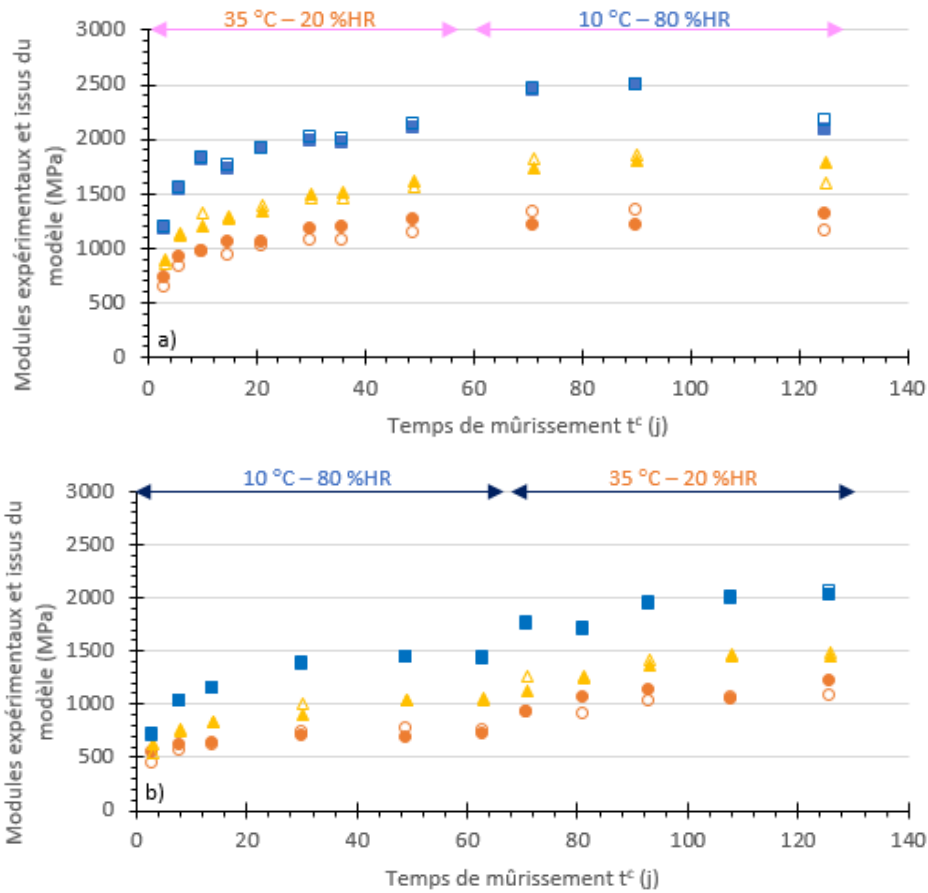 35 °C – 20 %HR
10 °C – 80 %HR
Modules expérimentaux et issus du
modèle (MPa)
3000
2500
2000
1500
1000
500
0
a)
0 20 40 60 80 100 120 140
Temps de mûrissement tᶜ (j)
10 °C – 80 %HR
35 °C – 20 %HR
Modules expérimentaux et issus du
modèle (MPa)
3000
2500
2000
1500
1000
500
0
b)
0 20 40 60 80 100 120 140
Temps de mûrissement tᶜ (j)